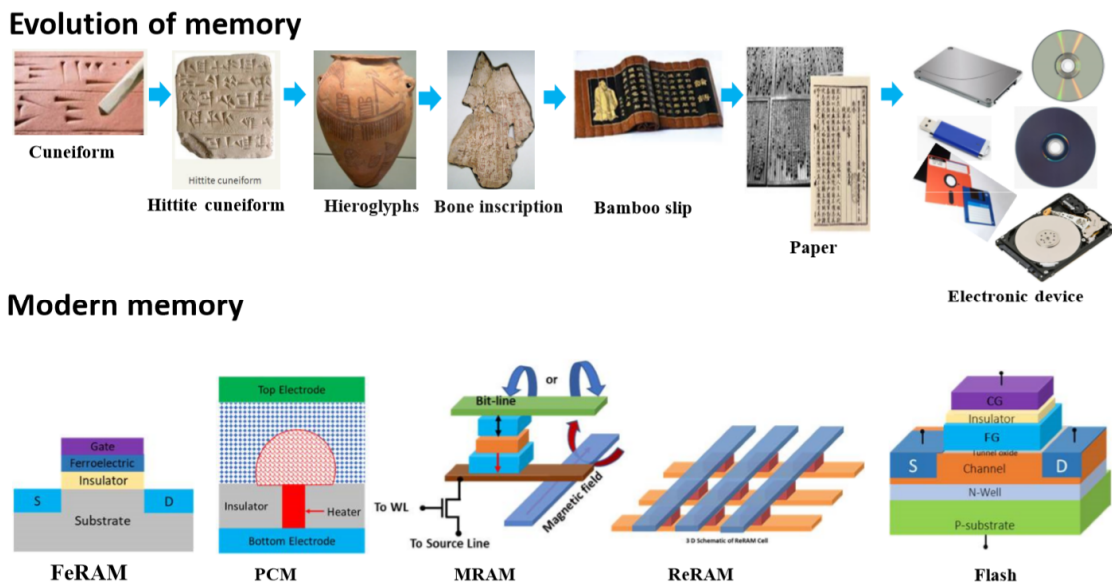 Evolution of memory
Cuneiform
Hittite cuneiform
Hittite cuneiform
Hieroglyphs
Bone inscription
Bamboo slip
Paper
Electronic device
Modern memory
Gate
Ferroelectric
Insulator
S
D
Substrate
FeRAM
Top Electrode
Insulator
Heater
Bottom Electrode
PCM
or
Bit-line
Magnetic field
To WL
To Source Line
MRAM
3 D Schematic of ReRAM Cell
ReRAM
CG
Insulator
FG
Tunnel oxide
S
Channel
D
N-Well
P-substrate
Flash